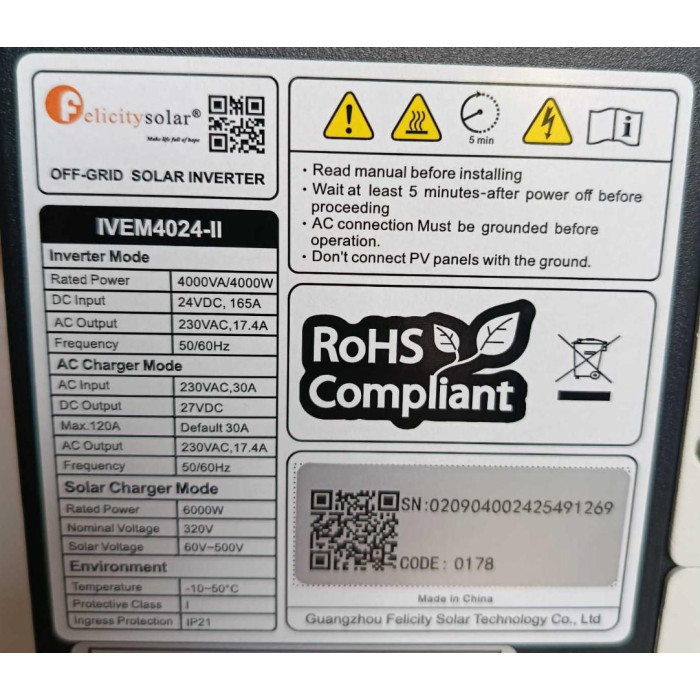 Felicitysolar®
Make life full of hope
OFF-GRID SOLAR INVERTER
IVEM4024-II
Inverter Mode
Rated Power 4000VA/4000W
DC Input 24VDC, 165A
AC Output 230VAC,17.4A
Frequency 50/60Hz
AC Charger Mode
AC Input 230VAC,30A
DC Output 27VDC
Max.120A Default 30A
AC Output 230VAC,17.4A
Frequency 50/60Hz
Solar Charger Mode
Rated Power 6000W
Nominal Voltage 320V
Solar Voltage 60V-500V
Environment
Temperature -10-50°C
Protective Class I
Ingress Protection IP21
5 min
· Read manual before installing
· Wait at least 5 minutes-after power off before
proceeding
· AC connection Must be grounded before
operation.
· Don't connect PV panels with the ground.
RoHS
Compliant
SN:020904002425491269
CODE: 0178
Made in China
Guangzhou Felicity Solar Technology Co., Ltd